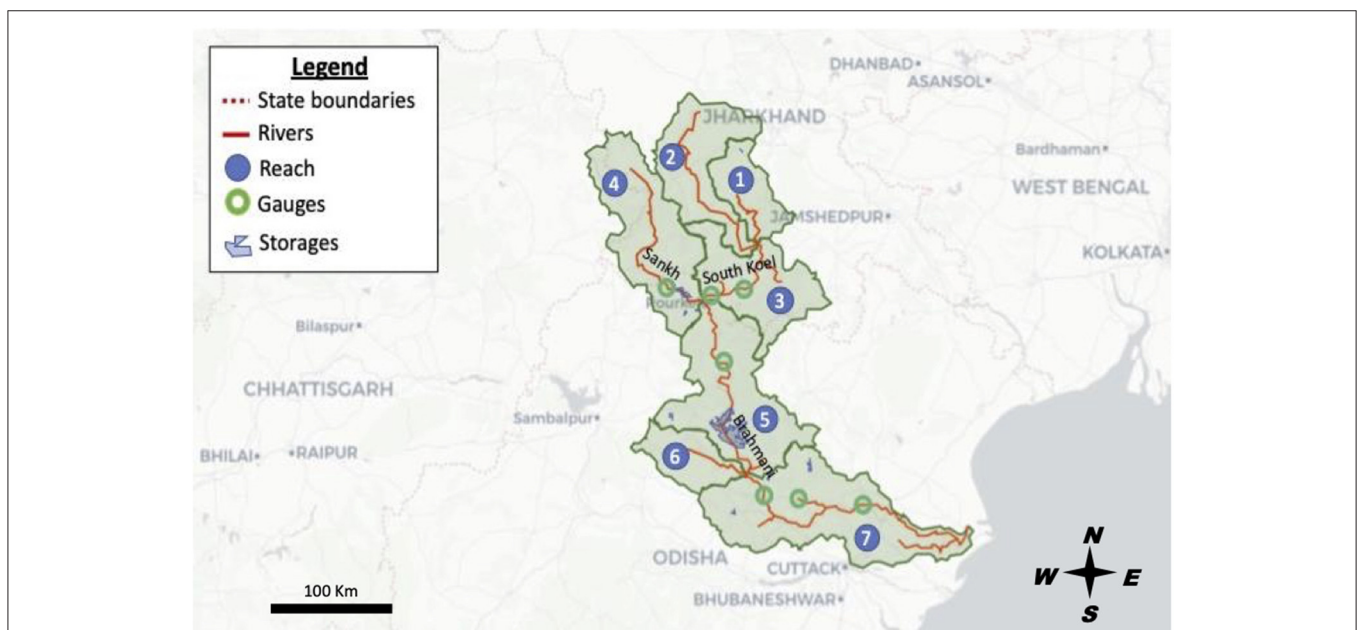 Legend
State boundaries
Rivers
Reach
Gauges
Storages
DHANBAD
ASANSOL
JHARKHAND
2
1
4
Bardhaman
WEST BENGAL
JAMSHEDPUR
KOLKATA
Sankh
South Koel
3
Bilaspur
CHHATTISGARH
Sambalpur
5
Brahmani
BHILAI
RAIPUR
6
7
ODISHA
CUTTACK
BHUBANESHWAR
100 Km
N
W E
S